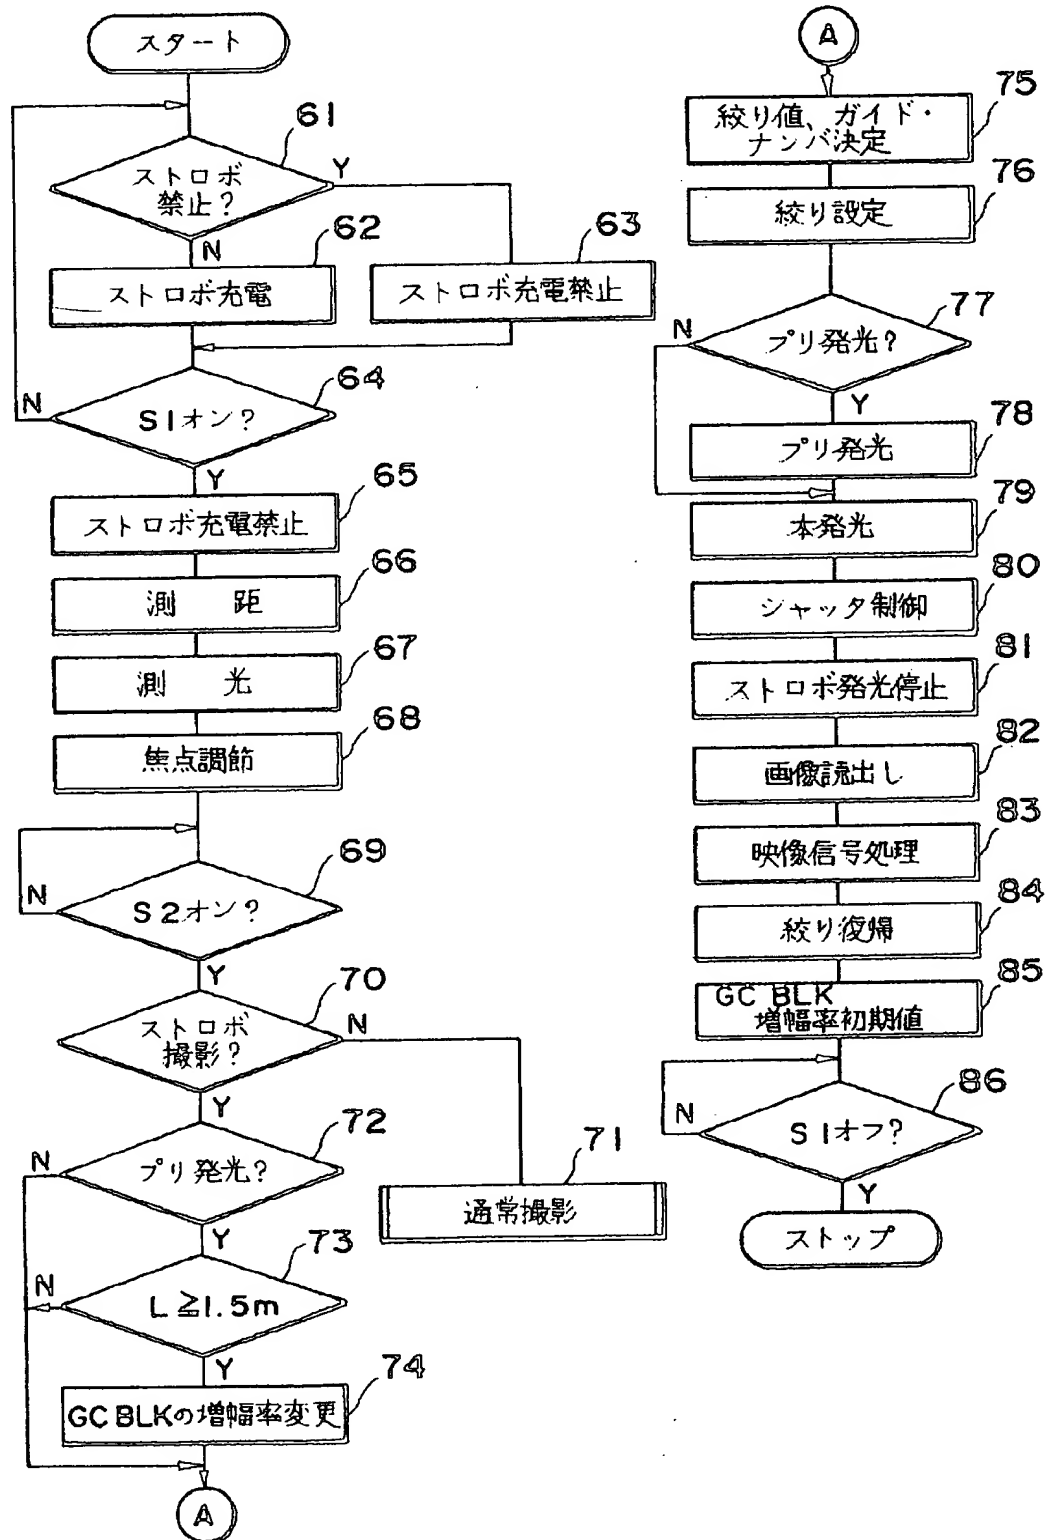 スタート
61
ストロボ
禁止?
Y
N
62
ストロボ充電
63
ストロボ充電禁止
64
S1オン?
N
Y
65
ストロボ充電禁止
66
測 距
67
測 光
68
焦点調節
69
S2オン?
N
Y
70
ストロボ
撮影?
N
Y
71
通常撮影
72
プリ発光?
N
Y
73
L≧1.5m
N
Y
74
GC BLKの増幅率変更
A
A
75
絞り値、ガイド・
ナンバ決定
76
絞り設定
77
プリ発光?
N
Y
78
プリ発光
79
本発光
80
シャッタ制御
81
ストロボ発光停止
82
画像読出し
83
映像信号処理
84
絞り復帰
85
GC BLK
増幅率初期値
86
S1オフ?
N
Y
ストップ